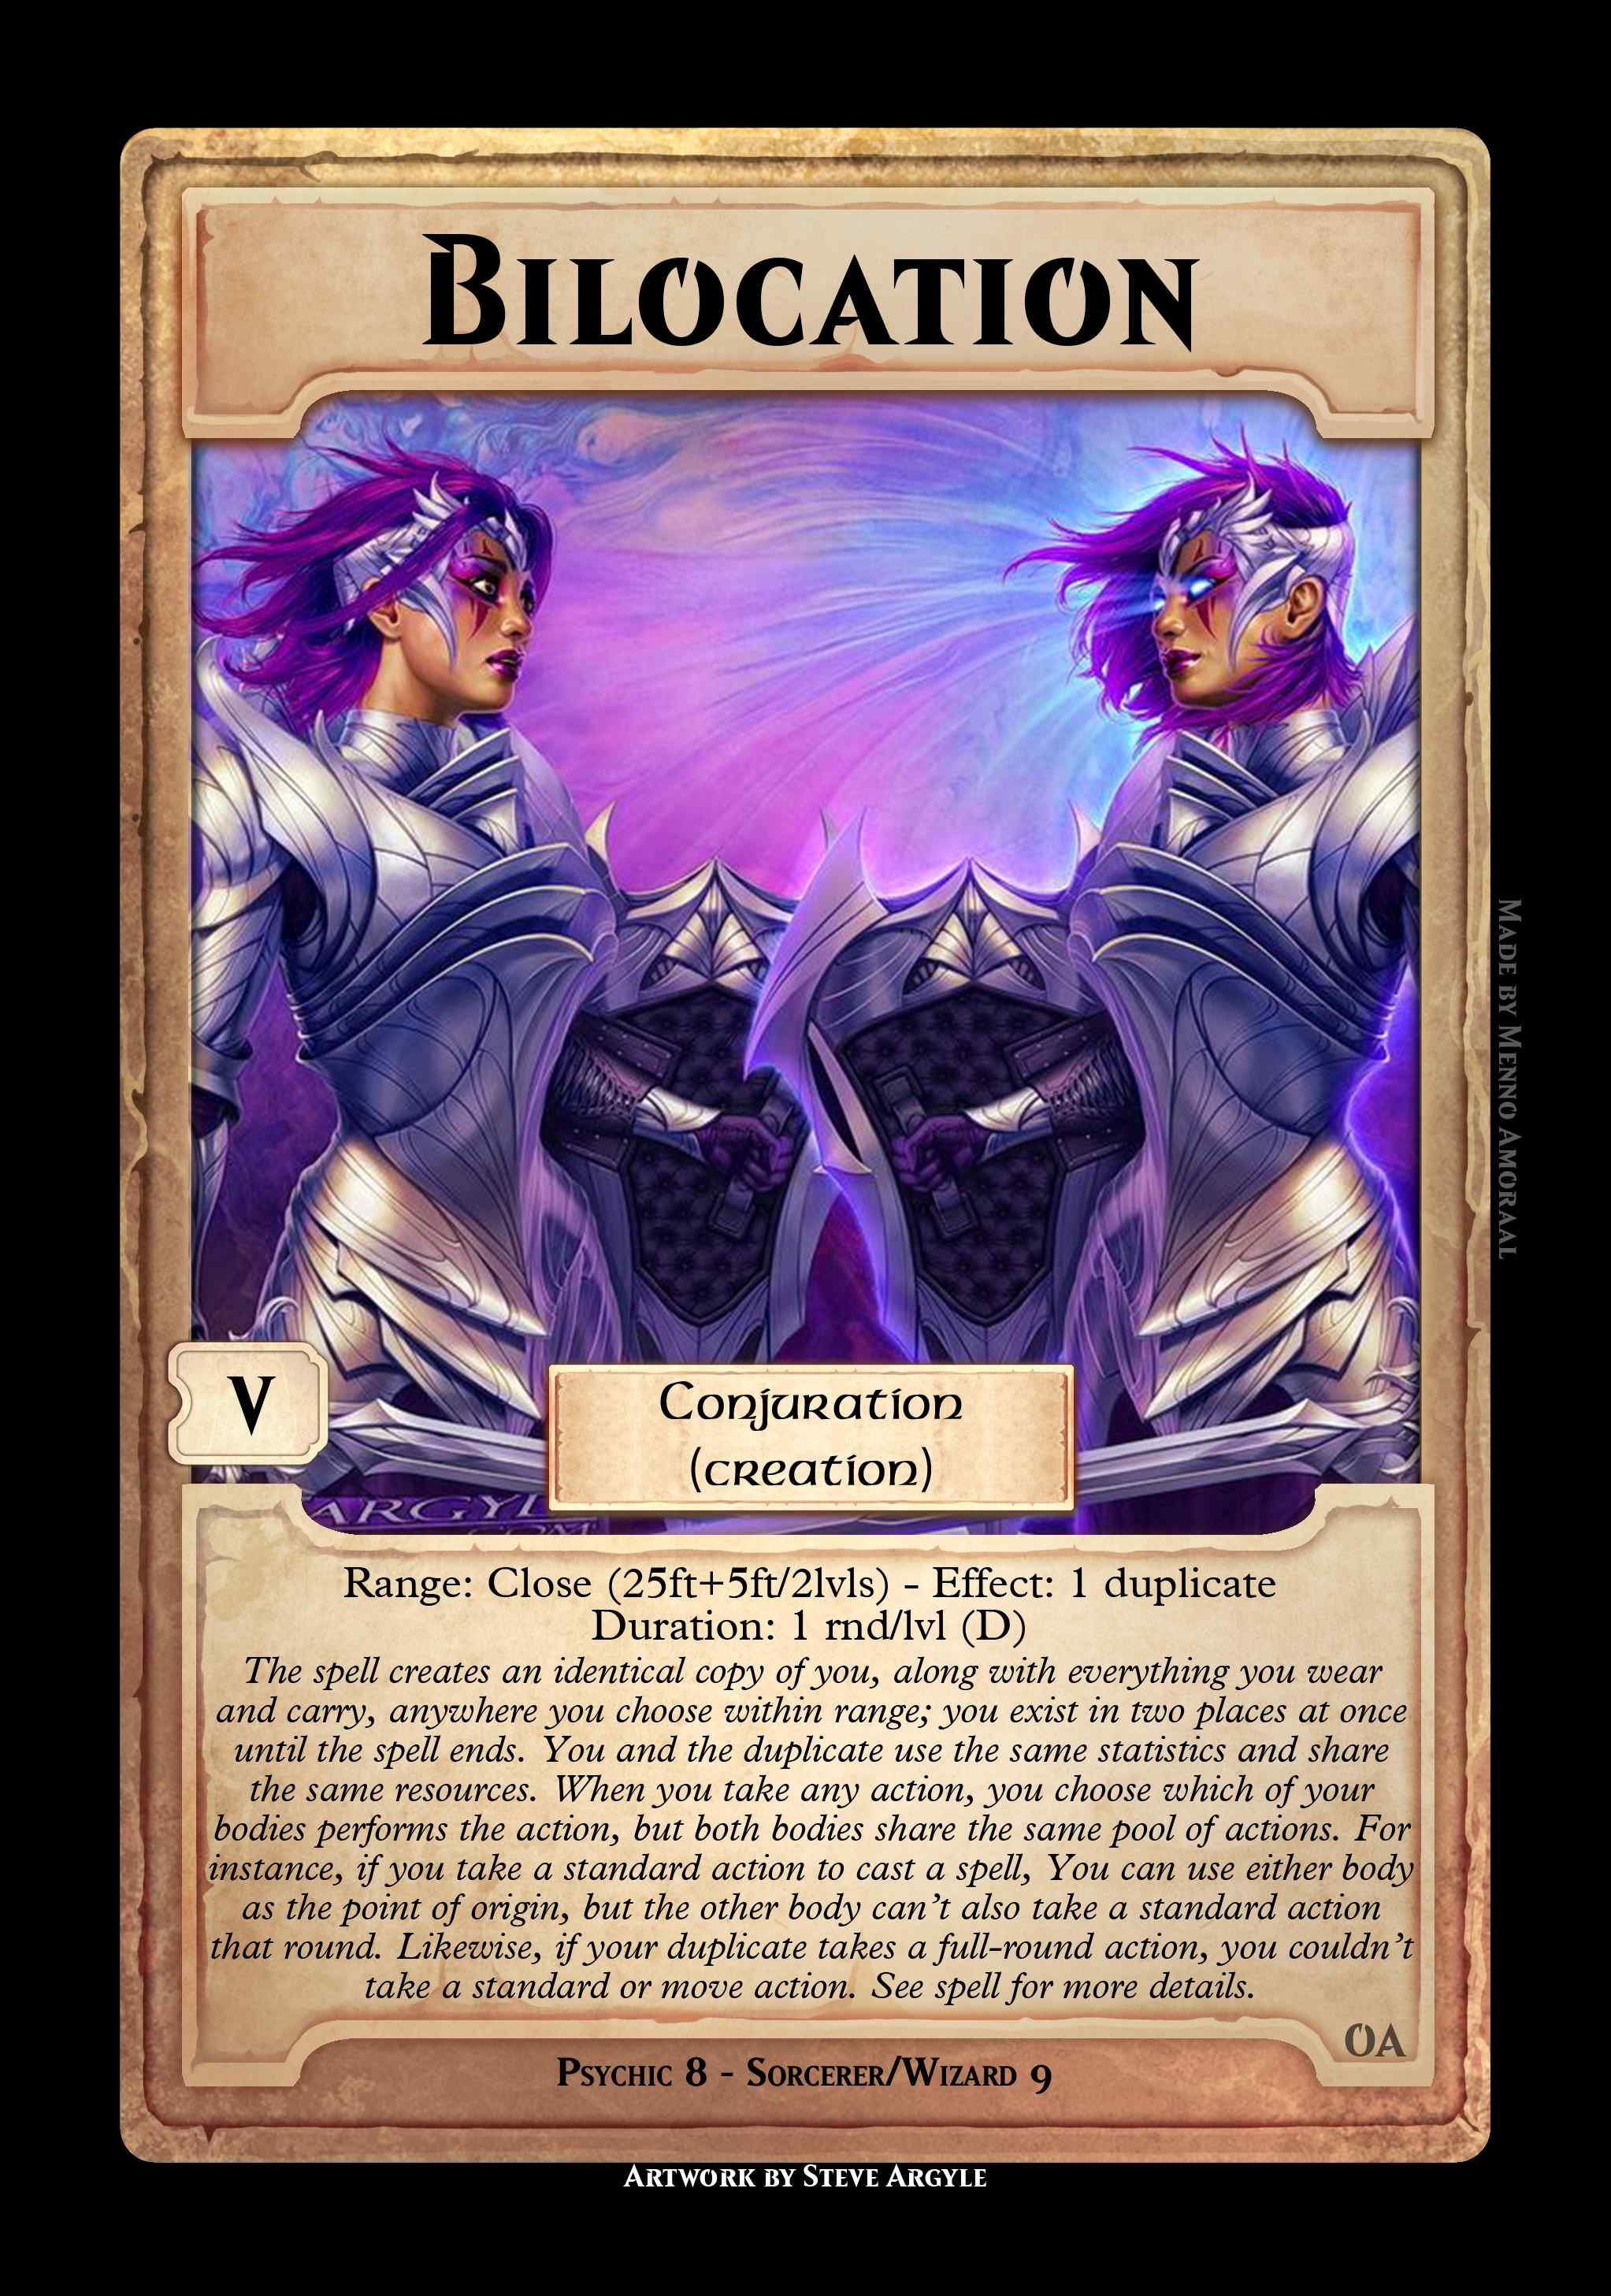 Bilocation
V
Conjuration
(creation)
Range: Close (25ft+5ft/2lvls) - Effect: 1 duplicate
Duration: 1 rnd/lvl (D)
The spell creates an identical copy of you, along with everything you wear
and carry, anywhere you choose within range; you exist in two places at once
until the spell ends. You and the duplicate use the same statistics and share
the same resources. When you take any action, you choose which of your
bodies performs the action, but both bodies share the same pool of actions. For
instance, if you take a standard action to cast a spell, You can use either body
as the point of origin, but the other body can't also take a standard action
that round. Likewise, if your duplicate takes a full-round action, you couldn't
take a standard or move action. See spell for more details.
OA
Psychic 8 - Sorcerer/Wizard 9
Artwork by Steve Argyle
Made by Menno Amoraal